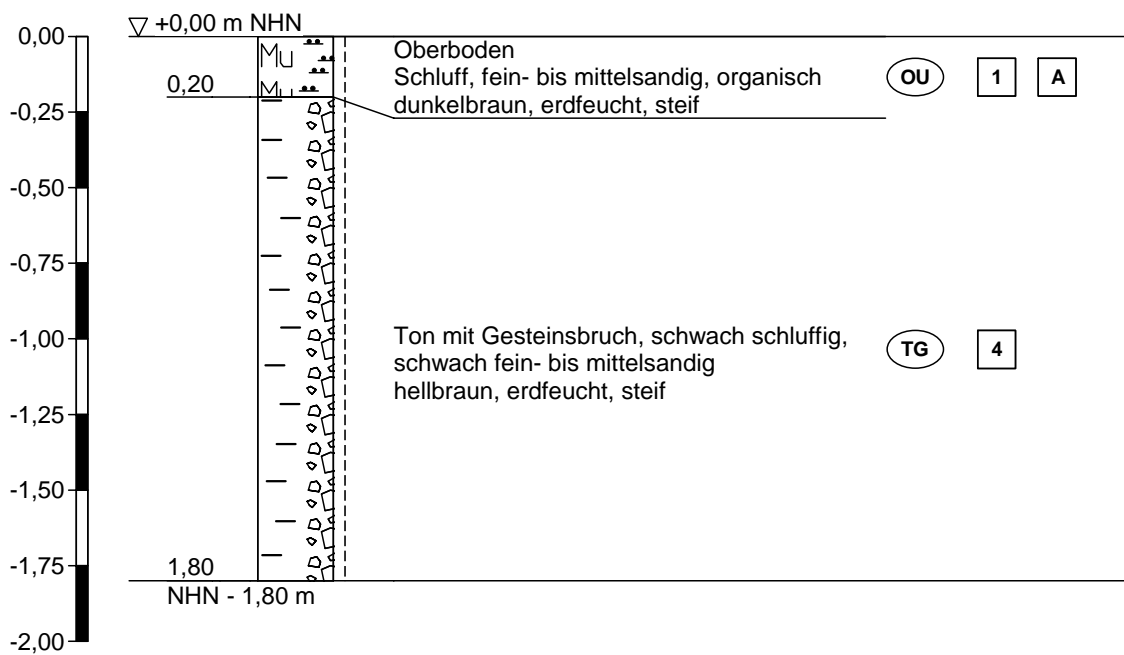 +0,00 m NHN
0,00
Mu
Oberboden
Schluff, fein- bis mittelsandig, organisch
dunkelbraun, erdfeucht, steif
OU 1 A
0,20
Mu
-0,25
-0,50
-0,75
-1,00
Ton mit Gesteinsbruch, schwach schluffig,
schwach fein- bis mittelsandig
hellbraun, erdfeucht, steif
TG 4
-1,25
-1,50
-1,75
1,80
NHN - 1,80 m
-2,00